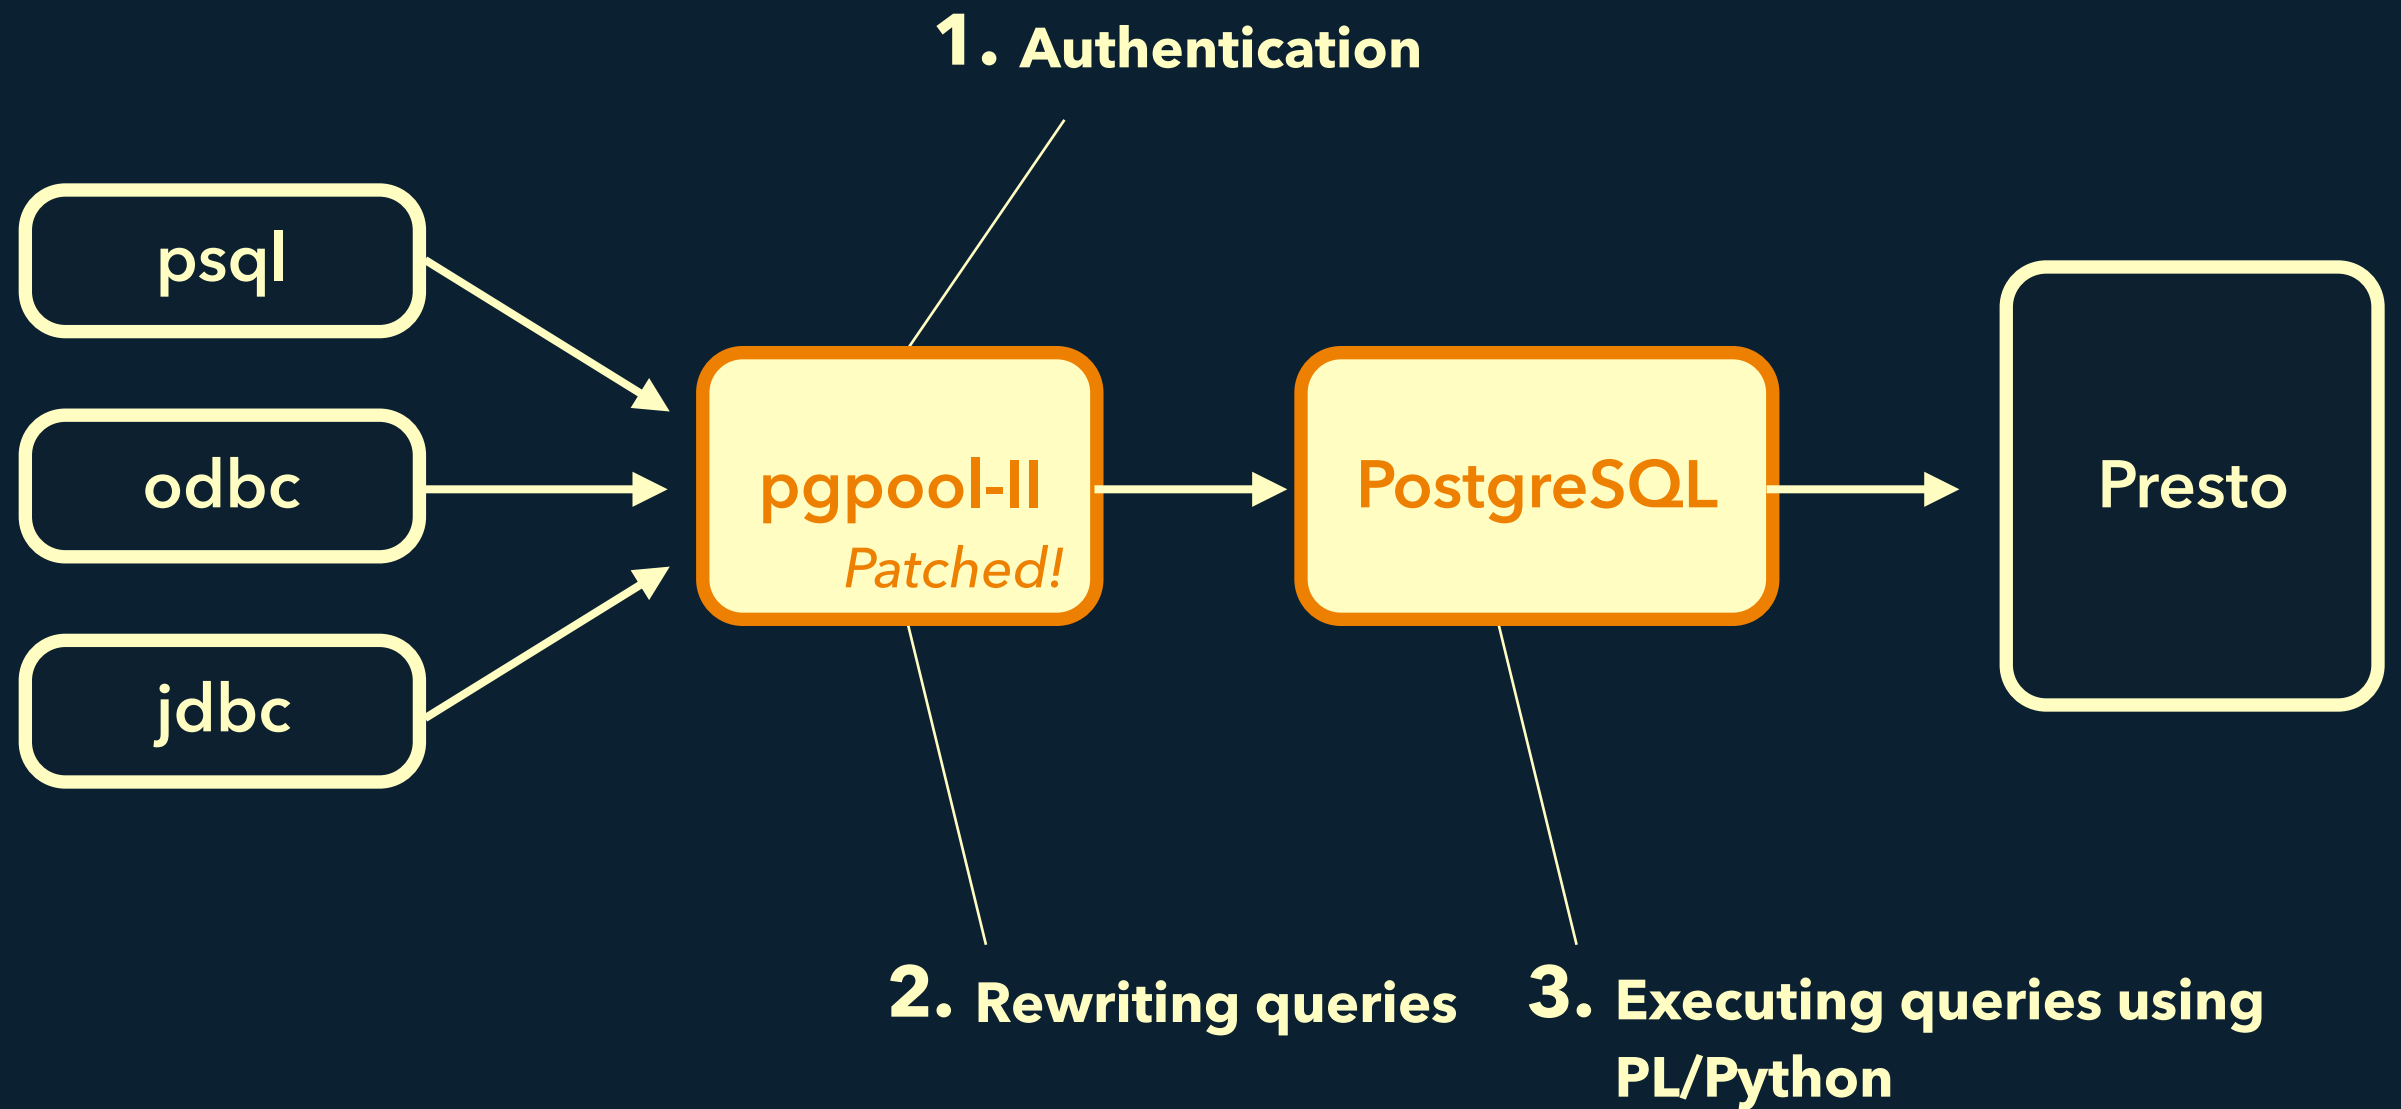 1. Authentication
psql
odbc
jdbc
pgpool-II
Patched!
PostgreSQL
Presto
2. Rewriting queries
3. Executing queries using
PL/Python